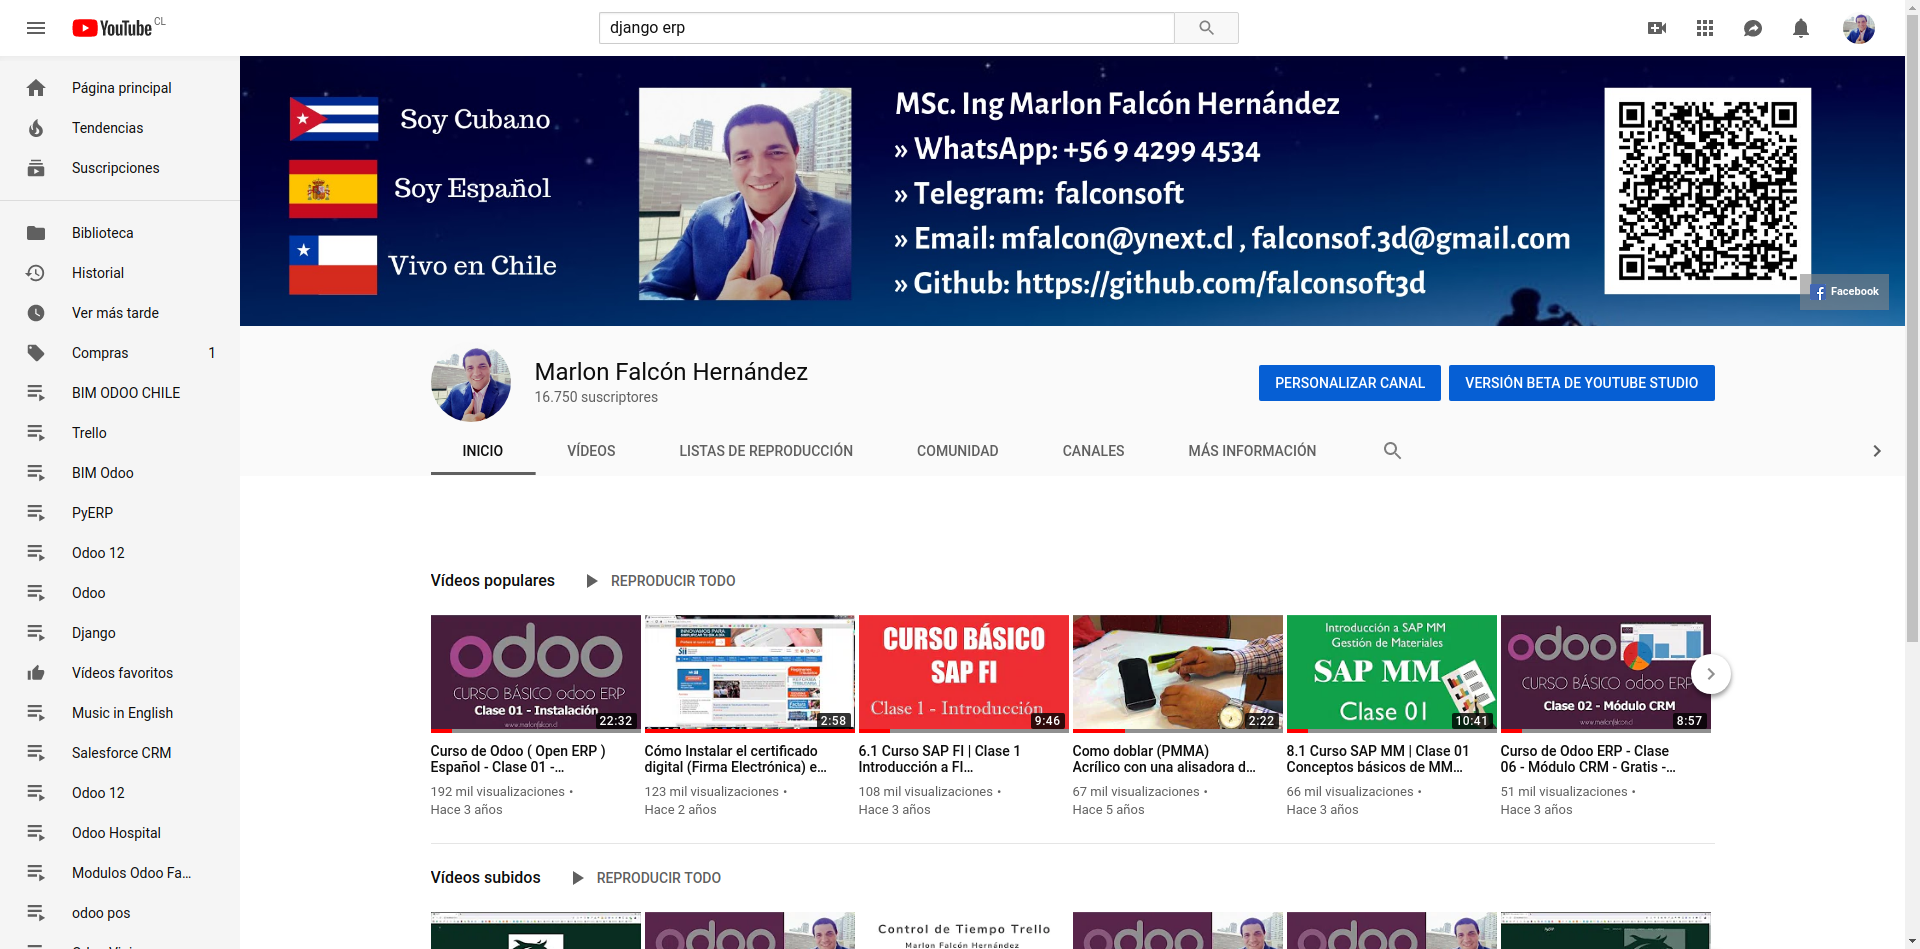 YouTube CL
django erp
Página principal
Tendencias
Suscripciones
Biblioteca
Historial
Ver más tarde
Compras 1
BIM ODOO CHILE
Trello
BIM Odoo
PyERP
Odoo 12
Odoo
Django
Vídeos favoritos
Music in English
Salesforce CRM
Odoo 12
Odoo Hospital
Modulos Odoo Fa...
odoo pos
Soy Cubano
Soy Español
Vivo en Chile
MSc. Ing Marlon Falcón Hernández
» WhatsApp: +56 9 4299 4534
» Telegram: falconsoft
» Email: mfalcon@ynext.cl , falconsof.3d@gmail.com
» Github: https://github.com/falconsoft3d
Facebook
Marlon Falcón Hernández
16.750 suscriptores
PERSONALIZAR CANAL VERSIÓN BETA DE YOUTUBE STUDIO
INICIO VÍDEOS LISTAS DE REPRODUCCIÓN COMUNIDAD CANALES MÁS INFORMACIÓN
Vídeos populares REPRODUCIR TODO
odoo
CURSO BÁSICO odoo ERP
Clase 01 - Instalación
www.marlonfalcon.cl
22:32
Curso de Odoo ( Open ERP )
Español - Clase 01 -...
192 mil visualizaciones •
Hace 3 años
Sii
2:58
Cómo Instalar el certificado
digital (Firma Electrónica) e...
123 mil visualizaciones •
Hace 2 años
CURSO BÁSICO
SAP FI
Clase 1 - Introducción
9:46
6.1 Curso SAP FI | Clase 1
Introducción a FI...
108 mil visualizaciones •
Hace 3 años
2:22
Como doblar (PMMA)
Acrílico con una alisadora d...
67 mil visualizaciones •
Hace 5 años
Introducción a SAP MM
Gestión de Materiales
SAP MM
Clase 01
10:41
8.1 Curso SAP MM | Clase 01
Conceptos básicos de MM...
66 mil visualizaciones •
Hace 3 años
odoo
CURSO BÁSICO odoo ERP
Clase 02 - Módulo CRM
www.marlonfalcon.cl
8:57
Curso de Odoo ERP - Clase
06 - Módulo CRM - Gratis -...
51 mil visualizaciones •
Hace 3 años
Vídeos subidos REPRODUCIR TODO
odoo
Control de Tiempo Trello
Marlon Falcón Hernández
odoo
odoo